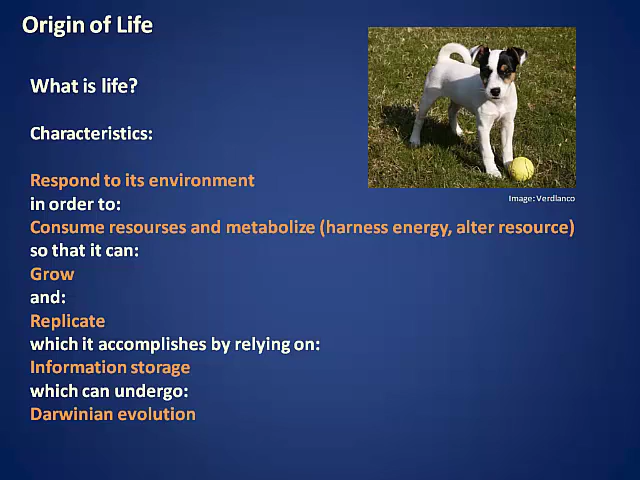 Origin of Life
What is life?
Characteristics:
Image: Verdlanco
Respond to its environment
in order to:
Consume resourses and metabolize (harness energy, alter resource)
so that it can:
Grow
and:
Replicate
which it accomplishes by relying on:
Information storage
which can undergo:
Darwinian evolution